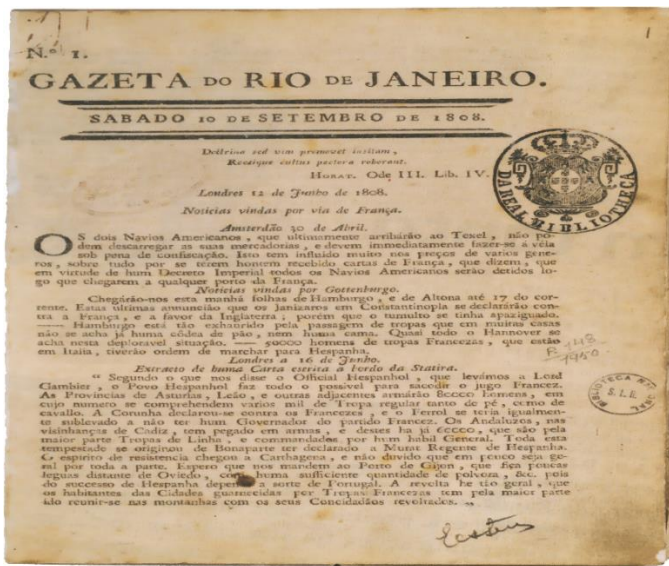 N.º 1.
GAZETA DO RIO DE JANEIRO.
SABADO 10 DE SETEMBRO DE 1808.
Doctrina sed vim promovet insitam,
Rectique cultus pectora roborant.
HORAT. Ode III. Lib. IV.
DA REAL BIBLIOTHECA
Londres 12 de Junho de 1808.
Noticias vindas por via de França.
Amsterdão 30 de Abril.
OS dois Navios Americanos, que ultimamente arribárão ao Texel, não po-
dem descarregar as suas mercadorias, e devem immediatamente fazer-se á véla
sob pena de confiscação. Isto tem influido muito nos preços de varios gene-
ros, sobre tudo por se terem hontem recebido cartas de França, que dizem, que
em virtude de hum Decreto Imperial todos os Navios Americanos serão detidos lo-
go que chegarem a qualquer porto da França.
Noticias vindas por Gottenburgo.
Chegárão-nos esta manhã folhas de Hamburgo, e de Altona até 17 do cor-
rente. Estas ultimas annuncião que os Janizaros em Constantinopla se declarárão con-
tra a França, e a favor da Inglaterra; porém que o tumulto se tinha apaziguado.
—— Hamburgo está tão exhaurido pela passagem de tropas que em muitas casas
não se acha já huma côdea de pão, nem huma cama. Quasi todo o Hannover se
acha nesta deploravel situação. —— 50000 homens de tropas Francezas, que estão
em Italia, tiverão ordem de marchar para Hespanha.
Londres a 16 de Junho.
Extracto de huma Carta escrita a bordo da Statira.
" Segundo o que nos disse o Official Hespanhol, que levámos a Lord
Gambier, o Povo Hespanhol faz todo o possivel para sacudir o jugo Francez.
As Provincias de Asturias, Leão, e outras adjacentes armárão 80000 homens, em
cujo numero se comprehendem varios mil de Tropa regular tanto de pé, como de
cavallo. A Corunha declarou-se contra os Francezes, e o Ferrol se teria igualmen-
te sublevado a não ter hum Governador do partido Francez. Os Andaluzos, nas
visinhanças de Cadiz, tem pegado em armas, e destes ha já 60000, que são pela
maior parte Tropas de Linha, e commandados por hum habil General. Toda esta
tempestade se originou de Bonaparte ter declarado a Murat Regente de Hespanha.
O espirito de resistencia chegou a Carthagena, e não duvido que em pouco seja ge-
ral por toda a parte. Espero que nos mandem ao Porto de Gijon, que fica poucas
leguas distante de Oviedo, com huma sufficiente quantidade de polvora, &c. pois
do successo de Hespanha depende a sorte de Portugal. A revolta he tão geral, que
os habitantes das Cidades guarnecidas por Tropas Francezas tem pela maior parte
ido reunir-se nas montanhas com os seus Concidadãos revoltados. „